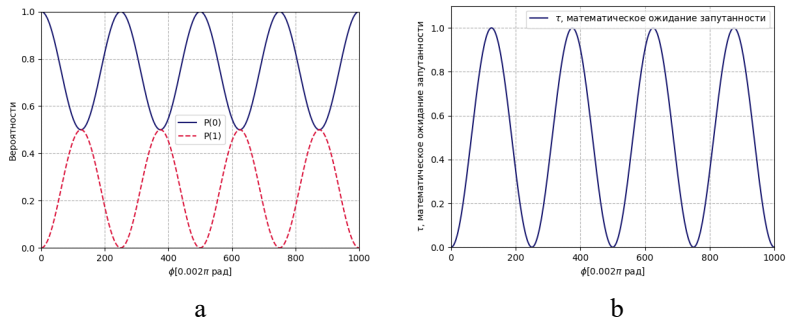 1.0
0.8
0.6
0.4
0.2
0.0
Вероятности
P(0)
P(1)
0 200 400 600 800 1000
ϕ[0.002π рад]
a
τ, математическое ожидание запутанности
1.0
0.8
0.6
0.4
0.2
0.0
τ, математическое ожидание запутанности
0 200 400 600 800 1000
ϕ[0.002π рад]
b